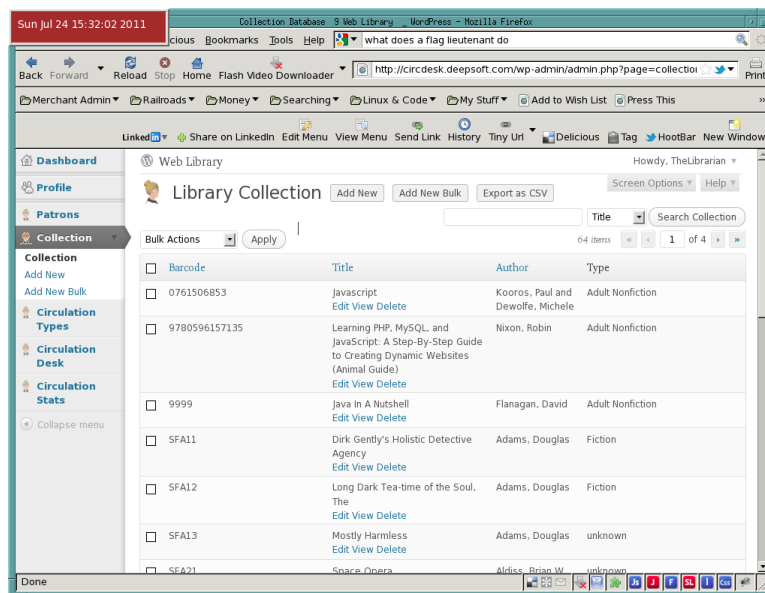 Sun Jul 24 15:32:02 2011
Collection Database 9 Web Library _ WordPress - Mozilla Firefox
cious Bookmarks Tools Help what does a flag lieutenant do
Back Forward Reload Stop Home Flash Video Downloader http://circdesk.deepsoft.com/wp-admin/admin.php?page=collection Print
Merchant Admin Railroads Money Searching Linux & Code My Stuff Add to Wish List Press This »
Linkedin Share on LinkedIn Edit Menu View Menu Send Link History Tiny Url Delicious Tag HootBar New Window
Dashboard
Profile
Patrons
Collection
Collection
Add New
Add New Bulk
Circulation
Types
Circulation
Desk
Circulation
Stats
Collapse menu
Web Library Howdy, TheLibrarian
Screen Options Help
Library Collection Add New Add New Bulk Export as CSV
Title Search Collection
Bulk Actions Apply 64 items « ‹ 1 of 4 › »
Barcode Title Author Type
0761506853 Javascript Kooros, Paul and Adult Nonfiction
Edit View Delete Dewolfe, Michele
9780596157135 Learning PHP, MySQL, and Nixon, Robin Adult Nonfiction
JavaScript: A Step-By-Step Guide
to Creating Dynamic Websites
(Animal Guide)
Edit View Delete
9999 Java In A Nutshell Flanagan, David Adult Nonfiction
Edit View Delete
SFA11 Dirk Gently's Holistic Detective Adams, Douglas Fiction
Agency
Edit View Delete
SFA12 Long Dark Tea-time of the Soul, Adams, Douglas Fiction
The
Edit View Delete
SFA13 Mostly Harmless Adams, Douglas unknown
Edit View Delete
SFA21 Space Opera Aldiss, Brian W. unknown
Done Js J F SL I Css